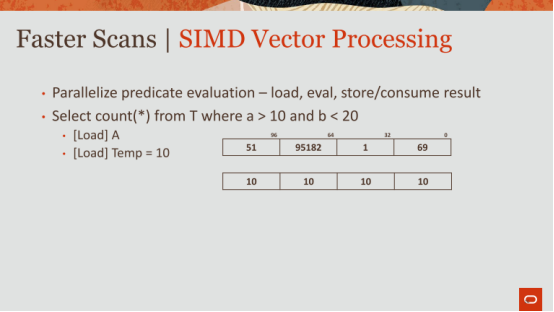 Faster Scans | SIMD Vector Processing
• Parallelize predicate evaluation – load, eval, store/consume result
• Select count(*) from T where a > 10 and b < 20
• [Load] A
96 64 32 0
51 95182 1 69
• [Load] Temp = 10
10 10 10 10